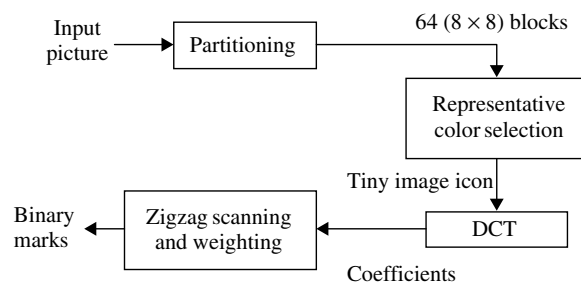 Input
picture
Partitioning
64 (8 × 8) blocks
Representative
color selection
Tiny image icon
DCT
Coefficients
Zigzag scanning
and weighting
Binary
marks